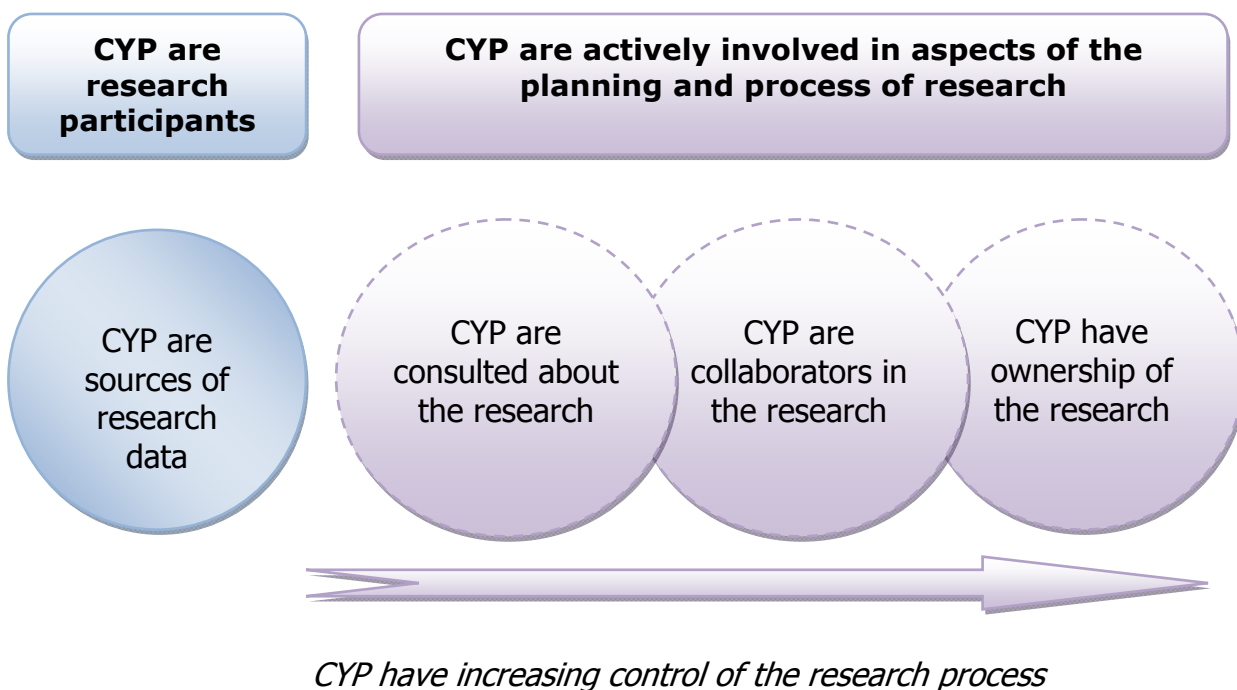 CYP are
research
participants
CYP are actively involved in aspects of the
planning and process of research
CYP are
sources of
research
data
CYP are
consulted about
the research
CYP are
collaborators in
the research
CYP have
ownership of
the research
CYP have increasing control of the research process